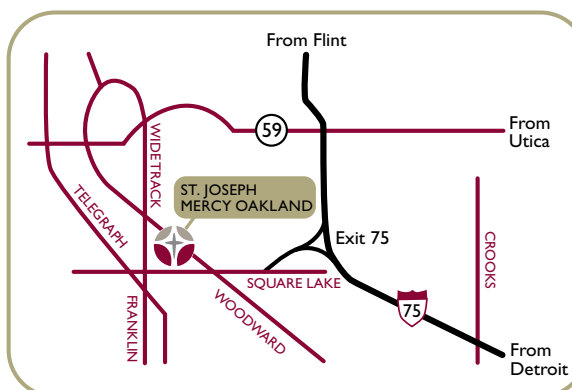 From Flint
59
From
Utica
WIDETRACK
ST. JOSEPH
MERCY OAKLAND
TELEGRAPH
Exit 75
CROOKS
SQUARE LAKE
FRANKLIN
WOODWARD
75
From
Detroit